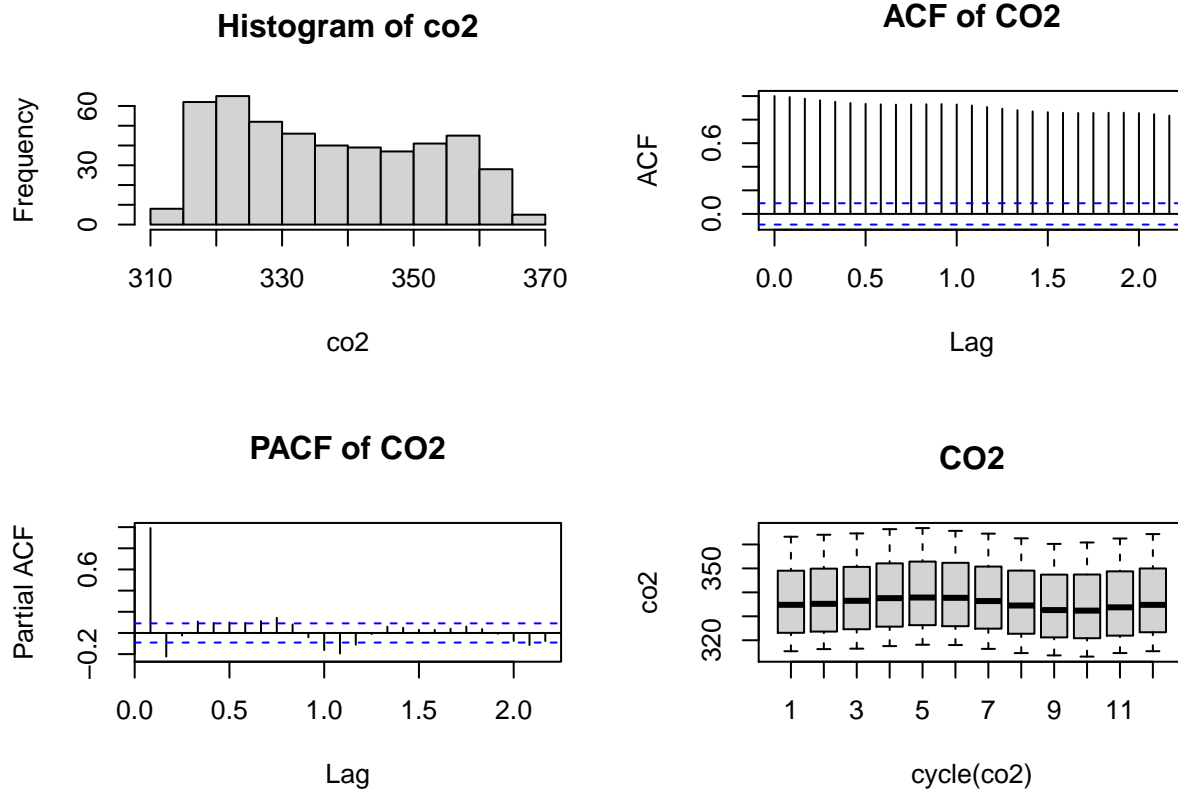 Histogram of co2
Frequency
0 30 60
310 330 350 370
co2
ACF of CO2
ACF
0.0 0.6
0.0 0.5 1.0 1.5 2.0
Lag
PACF of CO2
Partial ACF
−0.2 0.6
0.0 0.5 1.0 1.5 2.0
Lag
CO2
co2
320 350
1 3 5 7 9 11
cycle(co2)